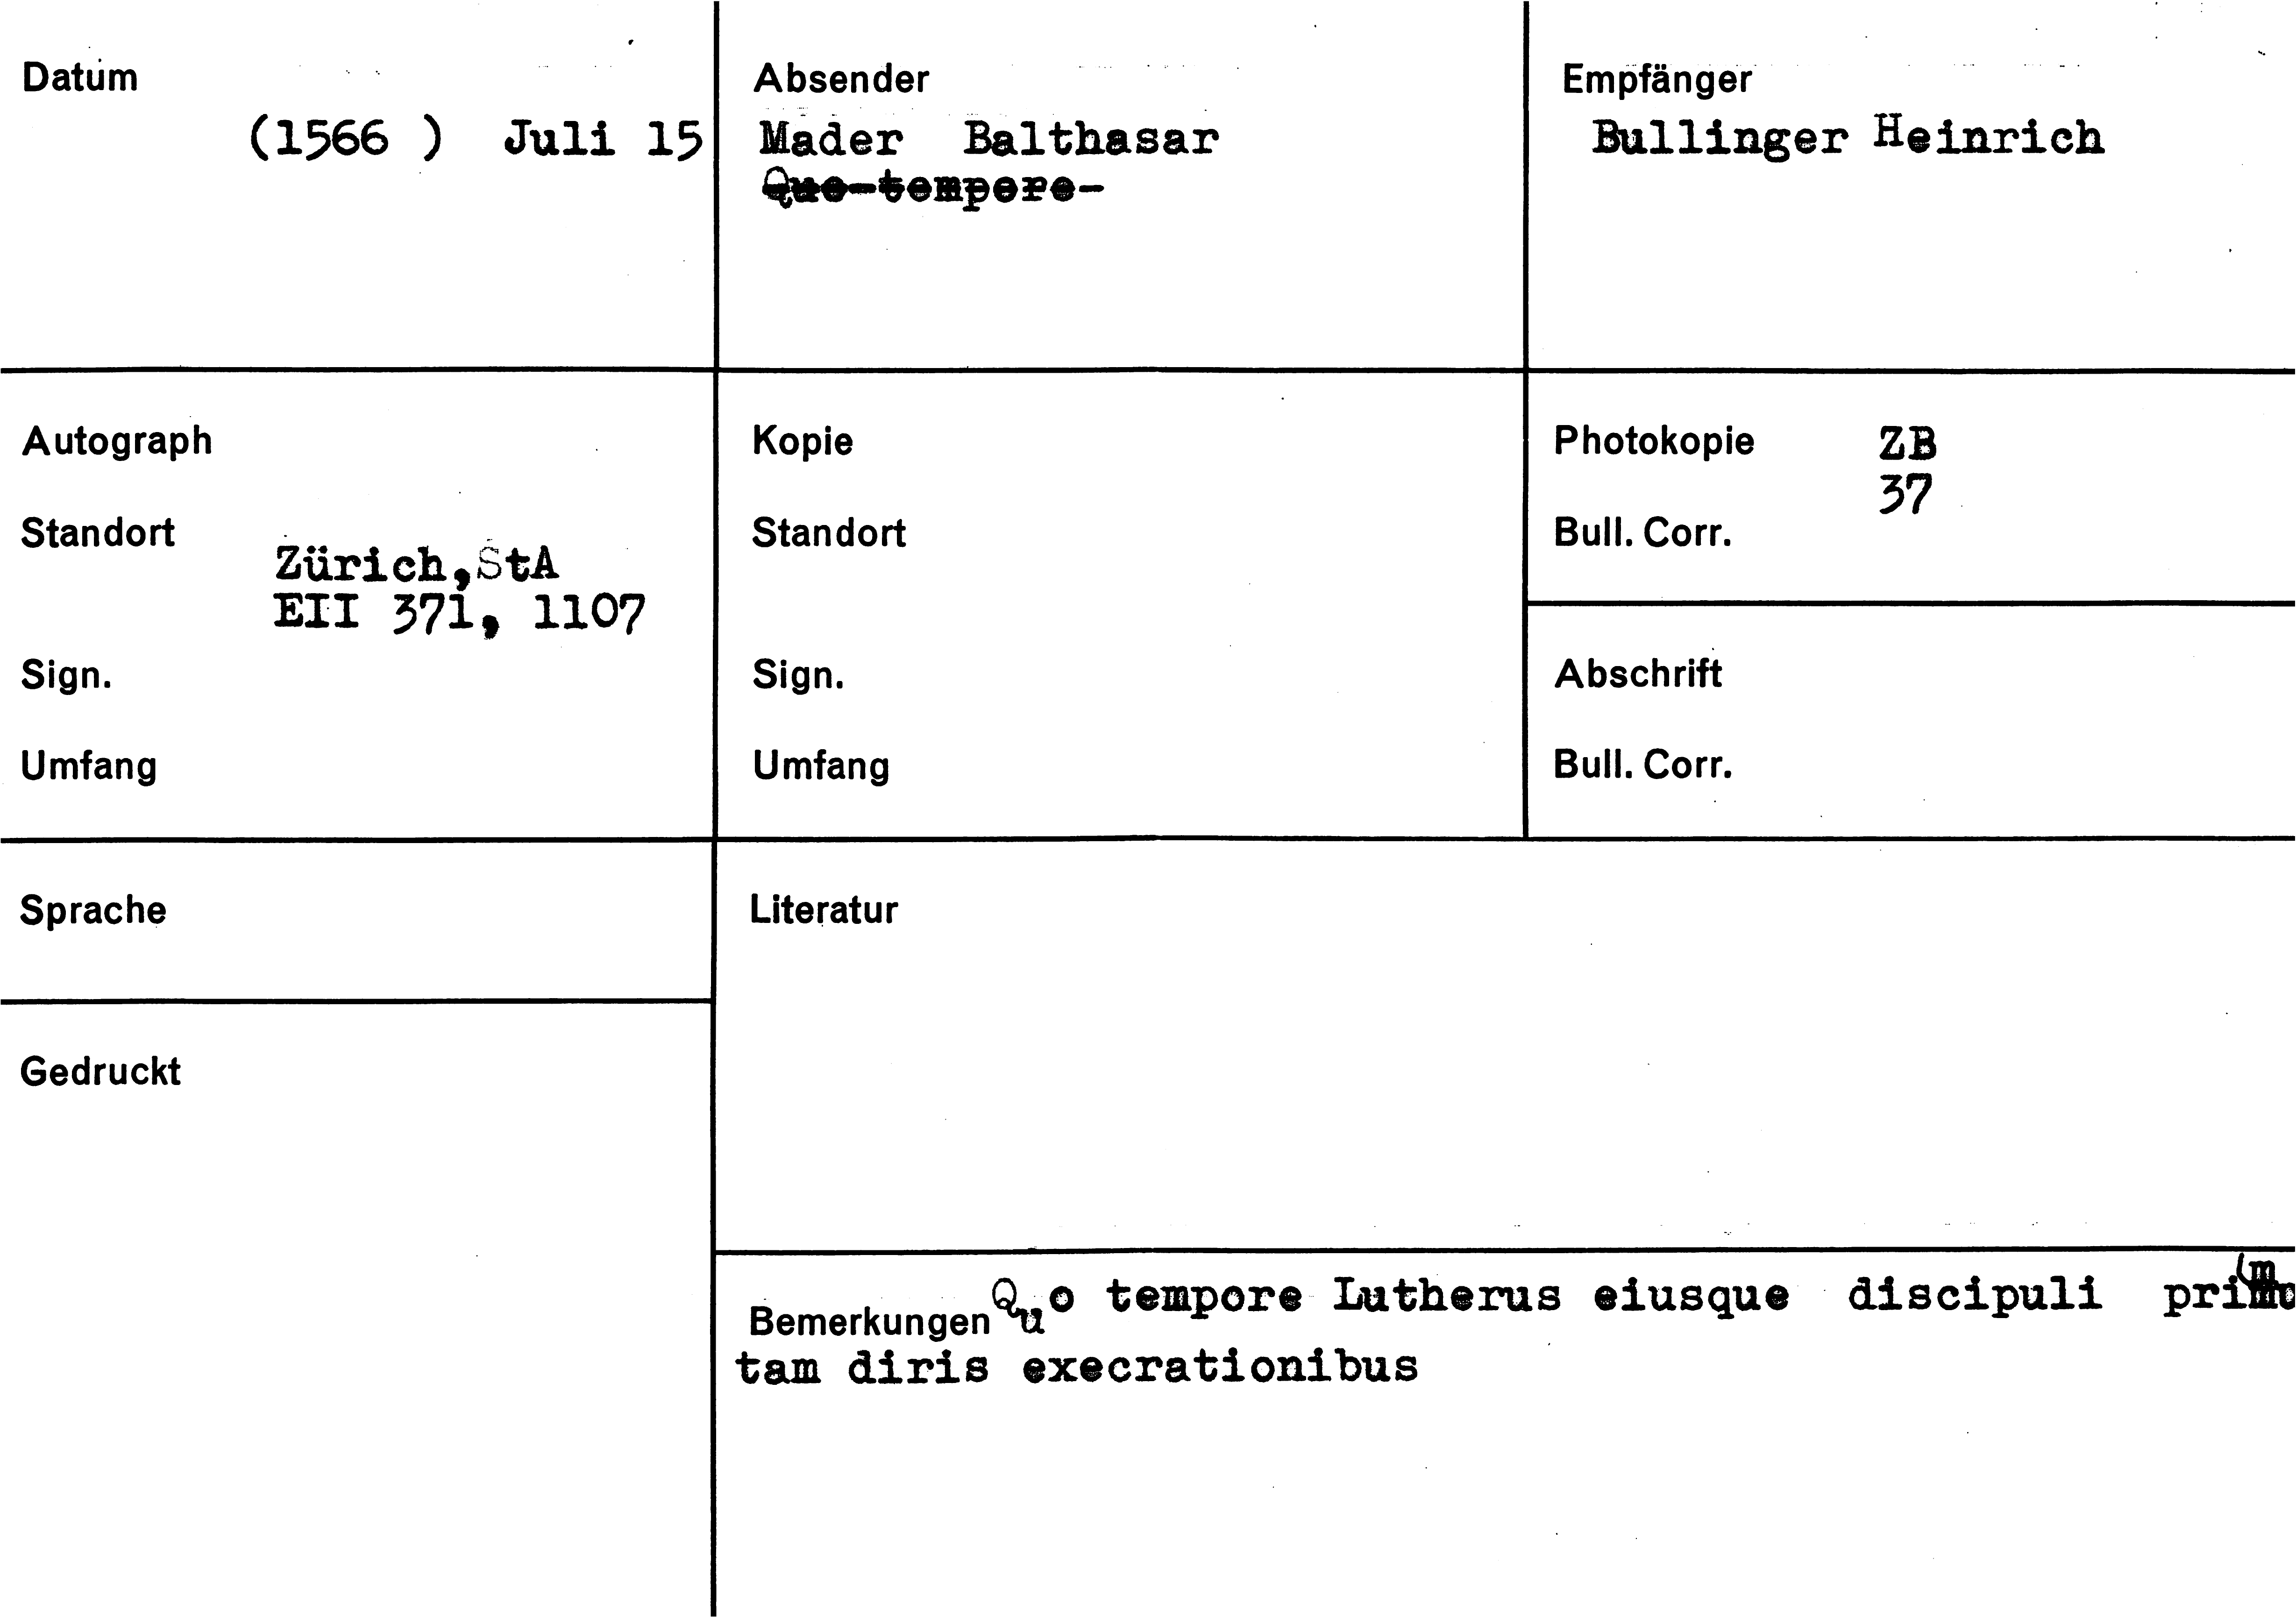 Datum
(1566 ) Juli 15
Absender
Mader Balthasar
Quo tempore-
Empfänger
Bullinger Heinrich
Autograph
Standort
Zürich, StA
EII 371, 1107
Sign.
Umfang
Kopie
Standort
Sign.
Umfang
Photokopie ZB
37
Bull. Corr.
Abschrift
Bull. Corr.
Sprache
Gedruckt
Literatur
Bemerkungen Quo tempore Lutherus eiusque discipuli
tam diris execrationibus